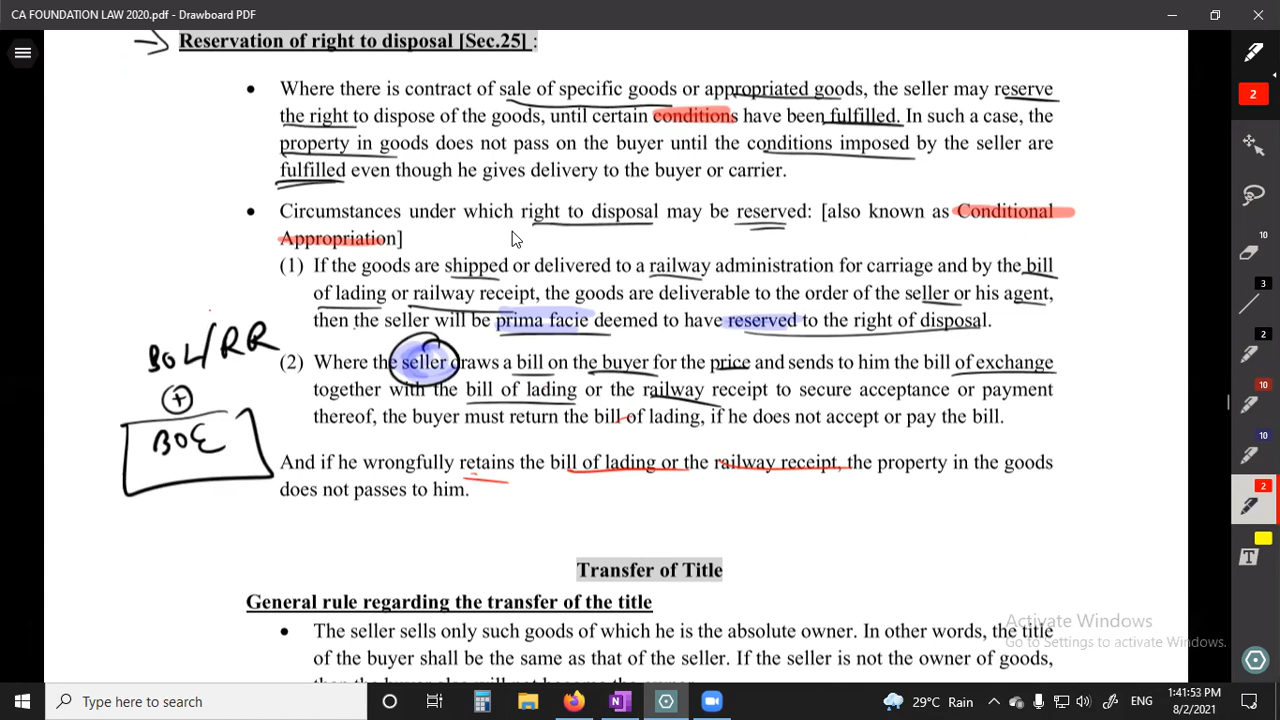 CA FOUNDATION LAW 2020.pdf - Drawboard PDF
Reservation of right to disposal [Sec.25] :
• Where there is contract of sale of specific goods or appropriated goods, the seller may reserve
the right to dispose of the goods, until certain conditions have been fulfilled. In such a case, the
property in goods does not pass on the buyer until the conditions imposed by the seller are
fulfilled even though he gives delivery to the buyer or carrier.
• Circumstances under which right to disposal may be reserved: [also known as Conditional
Appropriation]
(1) If the goods are shipped or delivered to a railway administration for carriage and by the bill
of lading or railway receipt, the goods are deliverable to the order of the seller or his agent,
then the seller will be prima facie deemed to have reserved to the right of disposal.
BOL/RR
(2) Where the seller draws a bill on the buyer for the price and sends to him the bill of exchange
together with the bill of lading or the railway receipt to secure acceptance or payment
thereof, the buyer must return the bill of lading, if he does not accept or pay the bill.
+
BOE
And if he wrongfully retains the bill of lading or the railway receipt, the property in the goods
does not passes to him.
Transfer of Title
General rule regarding the transfer of the title
• The seller sells only such goods of which he is the absolute owner. In other words, the title
of the buyer shall be the same as that of the seller. If the seller is not the owner of goods,
Activate Windows
Go to Settings to activate Windows.
2
10
3
2
10
10
2
T
Type here to search
29°C Rain
1:41:53 PM
8/2/2021